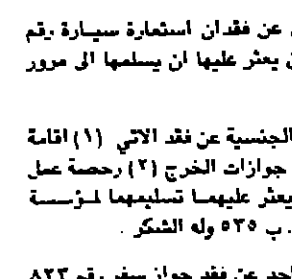 عن فقدان استمارة سيارة رقم
يعثر عليها ان يسلمها الى مرور
الجنسية عن فقد الاتي (١) اقامة
جوازات الخرج (٢) رخصة عمل
يعثر عليهما تسليمهما لمؤسسة
ب ٥٣٥ وله الشكر .
عن فقد جواز سفر رقم ٨٢٣